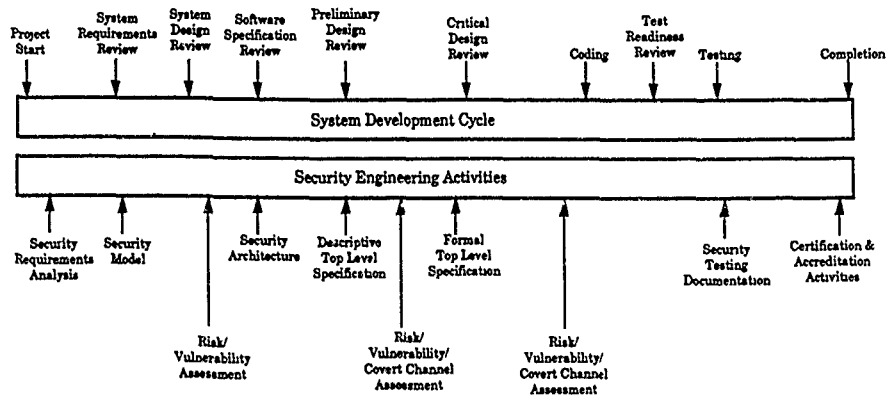 Project
Start
System
Requirements
Review
System
Design
Review
Software
Specification
Review
Preliminary
Design
Review
Critical
Design
Review
Coding
Test
Readiness
Review
Testing
Completion
System Development Cycle
Security Engineering Activities
Security
Requirements
Analysis
Security
Model
Risk/
Vulnerability
Assessment
Security
Architecture
Descriptive
Top Level
Specification
Risk/
Vulnerability/
Covert Channel
Assessment
Formal
Top Level
Specification
Risk/
Vulnerability/
Covert Channel
Assessment
Security
Testing
Documentation
Certification &
Accreditation
Activities